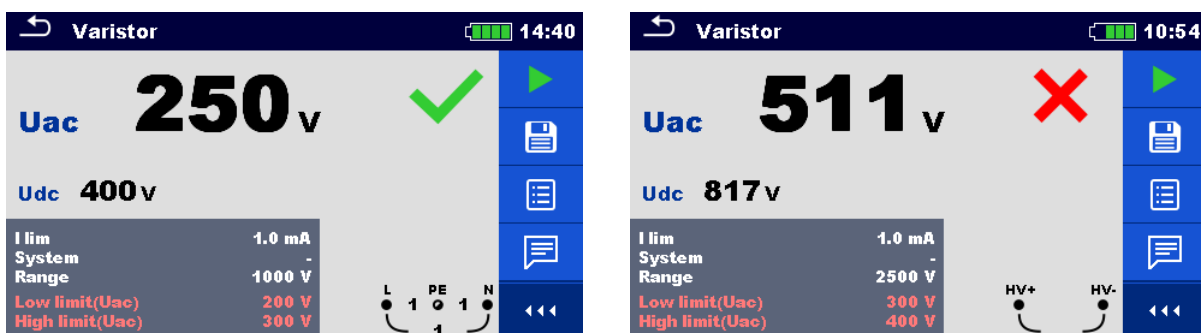 Varistor 14:40
Uac 250 V
Udc 400 V
I lim 1.0 mA
System -
Range 1000 V
Low limit(Uac) 200 V
High limit(Uac) 300 V
L PE N
1 1
1
Varistor 10:54
Uac 511 V
Udc 817 V
I lim 1.0 mA
System -
Range 2500 V
Low limit(Uac) 300 V
High limit(Uac) 400 V
HV+ HV-